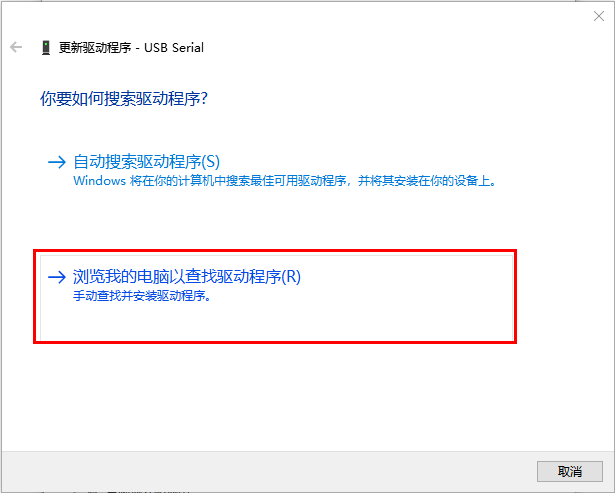 更新驱动程序 - USB Serial
你要如何搜索驱动程序?
自动搜索驱动程序(S)
Windows 将在你的计算机中搜索最佳可用驱动程序，并将其安装在你的设备上。
浏览我的电脑以查找驱动程序(R)
手动查找并安装驱动程序。
取消